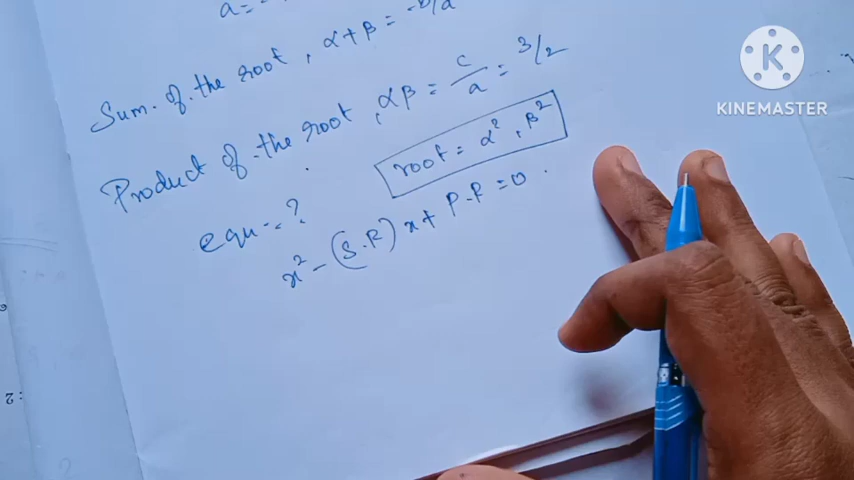 a =
Sum. of. the root, α+β = -b/a
Product of. the root, αβ = c/a = 3/2
root = α², β²
equ = ?
x² - (S.R) x + P.R = 0
K
KINEMASTER